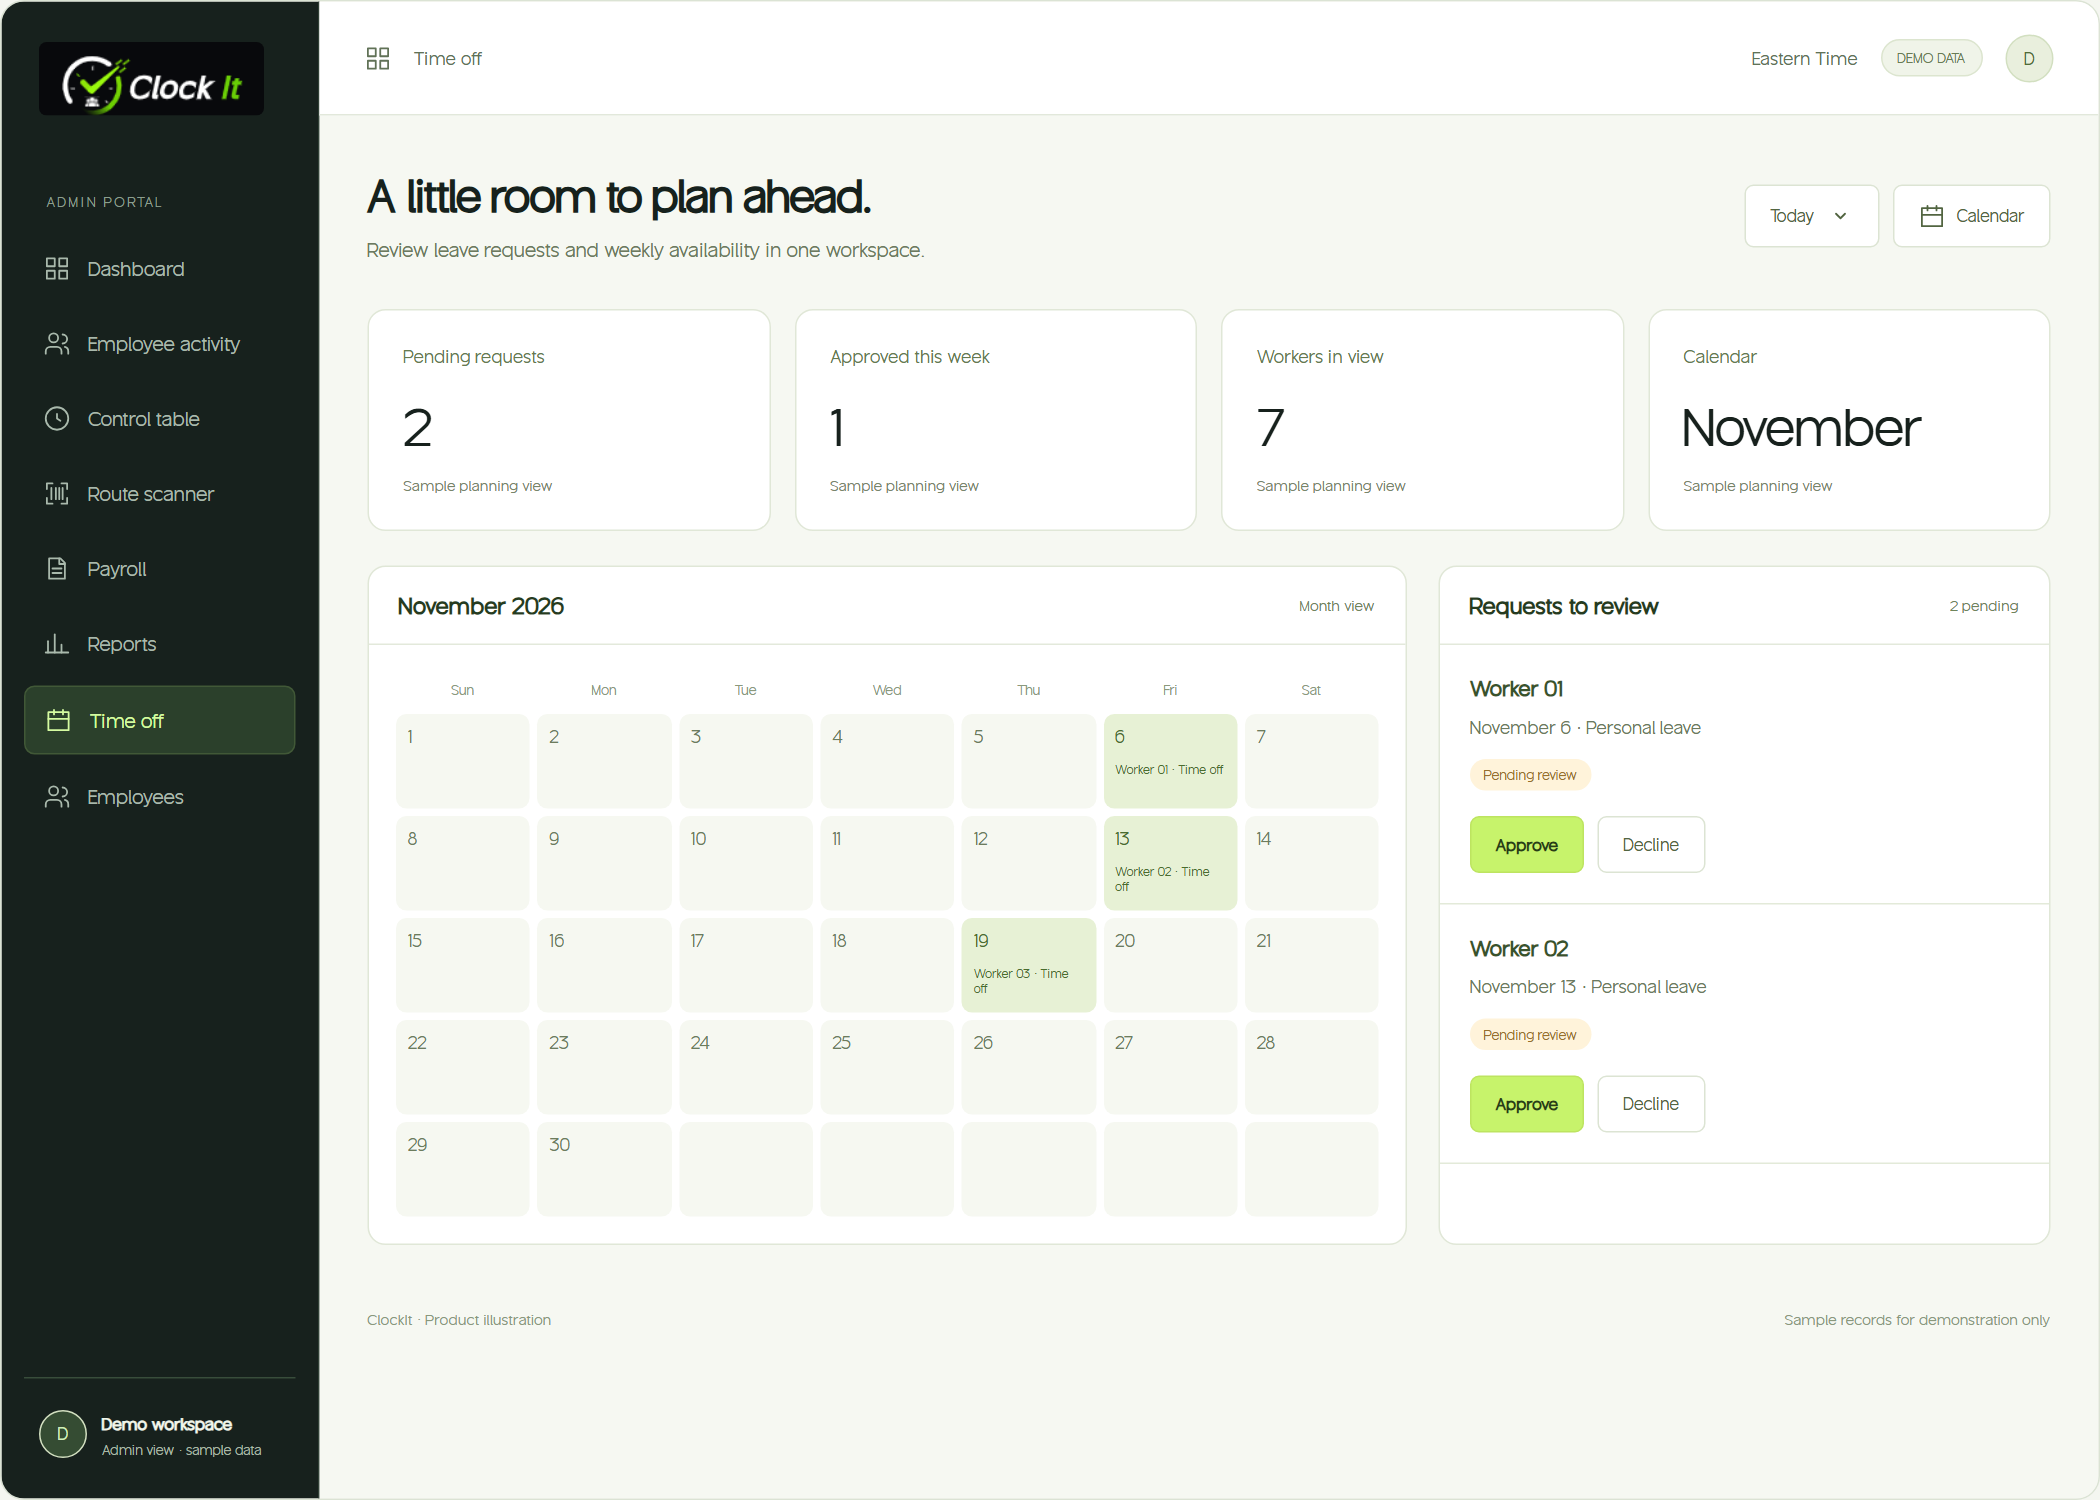 Clock It
ADMIN PORTAL
Dashboard
Employee activity
Control table
Route scanner
Payroll
Reports
Time off
Employees
D
Demo workspace
Admin view · sample data
Time off
Eastern Time
DEMO DATA
D
A little room to plan ahead.
Review leave requests and weekly availability in one workspace.
Today
Calendar
Pending requests
2
Sample planning view
Approved this week
1
Sample planning view
Workers in view
7
Sample planning view
Calendar
November
Sample planning view
November 2026
Month view
Sun Mon Tue Wed Thu Fri Sat
1 2 3 4 5 6 7
Worker 01 · Time off
8 9 10 11 12 13 14
Worker 02 · Time
off
15 16 17 18 19 20 21
Worker 03 · Time
off
22 23 24 25 26 27 28
29 30
Requests to review
2 pending
Worker 01
November 6 · Personal leave
Pending review
Approve
Decline
Worker 02
November 13 · Personal leave
Pending review
Approve
Decline
ClockIt · Product illustration
Sample records for demonstration only